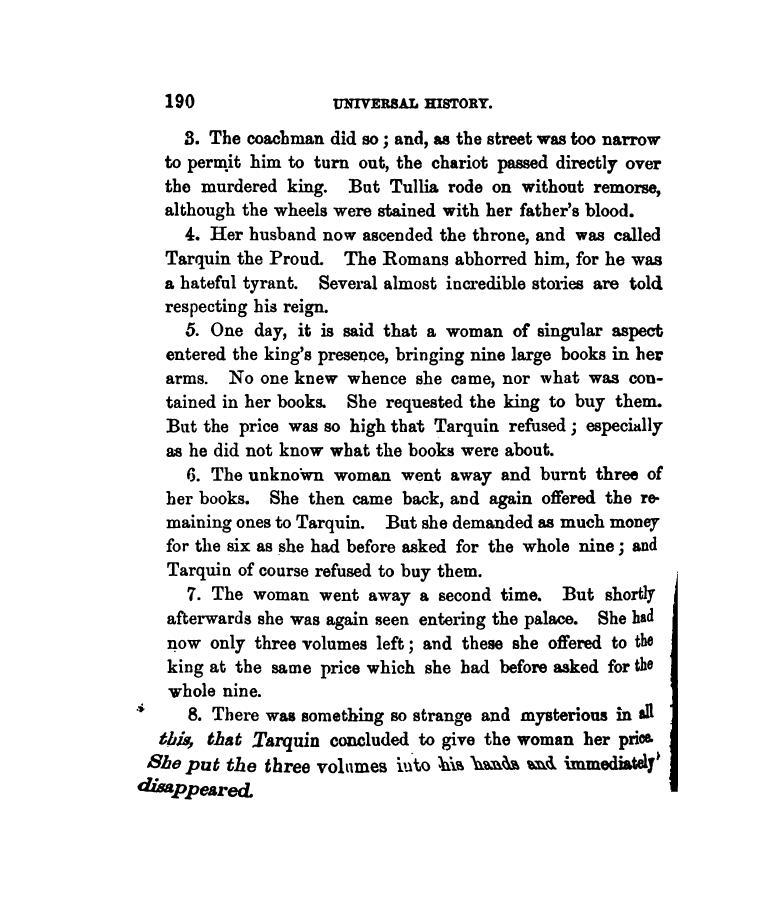 190 UNIVERSAL HISTORY.
3. The coachman did so; and, as the street was too narrow
to permit him to turn out, the chariot passed directly over
the murdered king. But Tullia rode on without remorse,
although the wheels were stained with her father's blood.
4. Her husband now ascended the throne, and was called
Tarquin the Proud. The Romans abhorred him, for he was
a hateful tyrant. Several almost incredible stories are told
respecting his reign.
5. One day, it is said that a woman of singular aspect
entered the king's presence, bringing nine large books in her
arms. No one knew whence she came, nor what was con-
tained in her books. She requested the king to buy them.
But the price was so high that Tarquin refused; especially
as he did not know what the books were about.
6. The unknown woman went away and burnt three of
her books. She then came back, and again offered the re-
maining ones to Tarquin. But she demanded as much money
for the six as she had before asked for the whole nine; and
Tarquin of course refused to buy them.
7. The woman went away a second time. But shortly
afterwards she was again seen entering the palace. She had
now only three volumes left; and these she offered to the
king at the same price which she had before asked for the
whole nine.
8. There was something so strange and mysterious in all
this, that Tarquin concluded to give the woman her price.
She put the three volumes into his hands and immediately
disappeared.